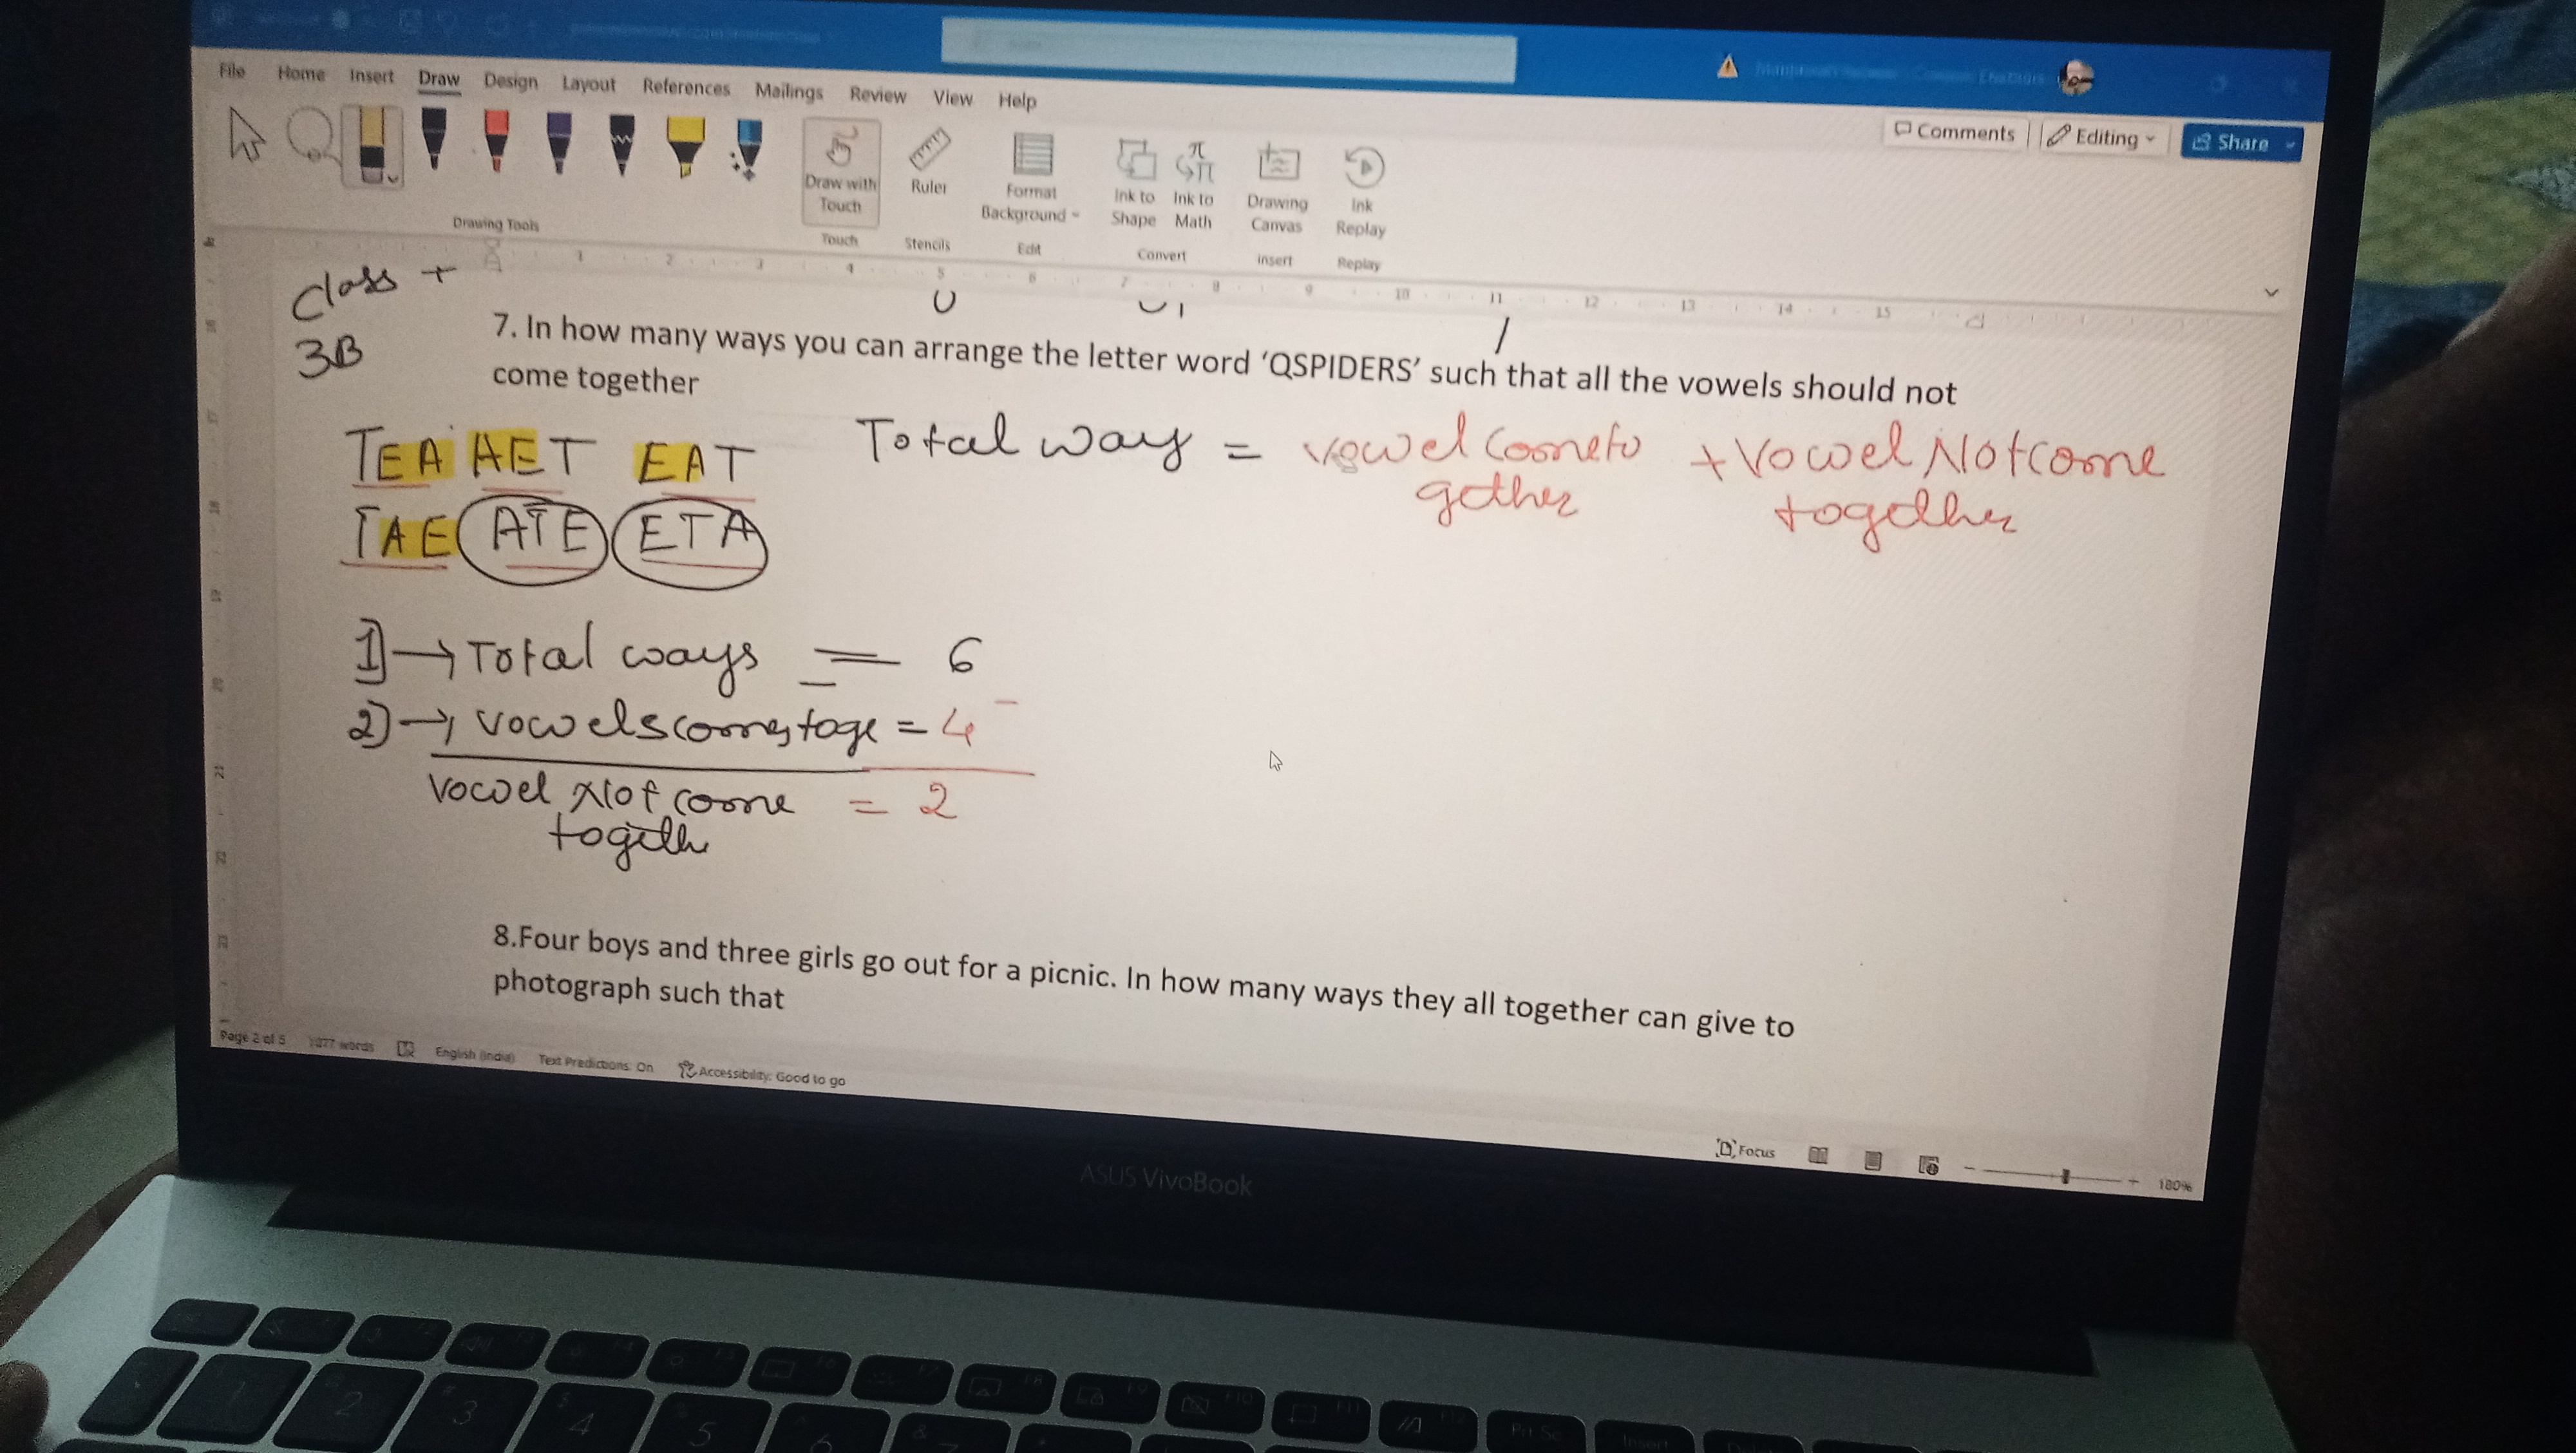 File Home Insert Draw Design Layout References Mailings Review View Help
Comments Editing Share
Draw with Touch
Ruler
Format Background
Ink to Shape
Ink to Math
Drawing Canvas
Ink Replay
Drawing Tools Touch Stencils Edit Convert Insert Replay
Class +
3B
7. In how many ways you can arrange the letter word ‘QSPIDERS’ such that all the vowels should not
come together
TEA AET EAT Total way = vowel come to + Vowel Not come
gether together
TAE ATE ETA
1) → Total ways = 6
2) → vowels comes toge = 4
vowel Not come = 2
together
8.Four boys and three girls go out for a picnic. In how many ways they all together can give to
photograph such that
Page 2 of 5 1077 words English (India) Text Predictions: On Accessibility: Good to go Focus 180%
ASUS VivoBook